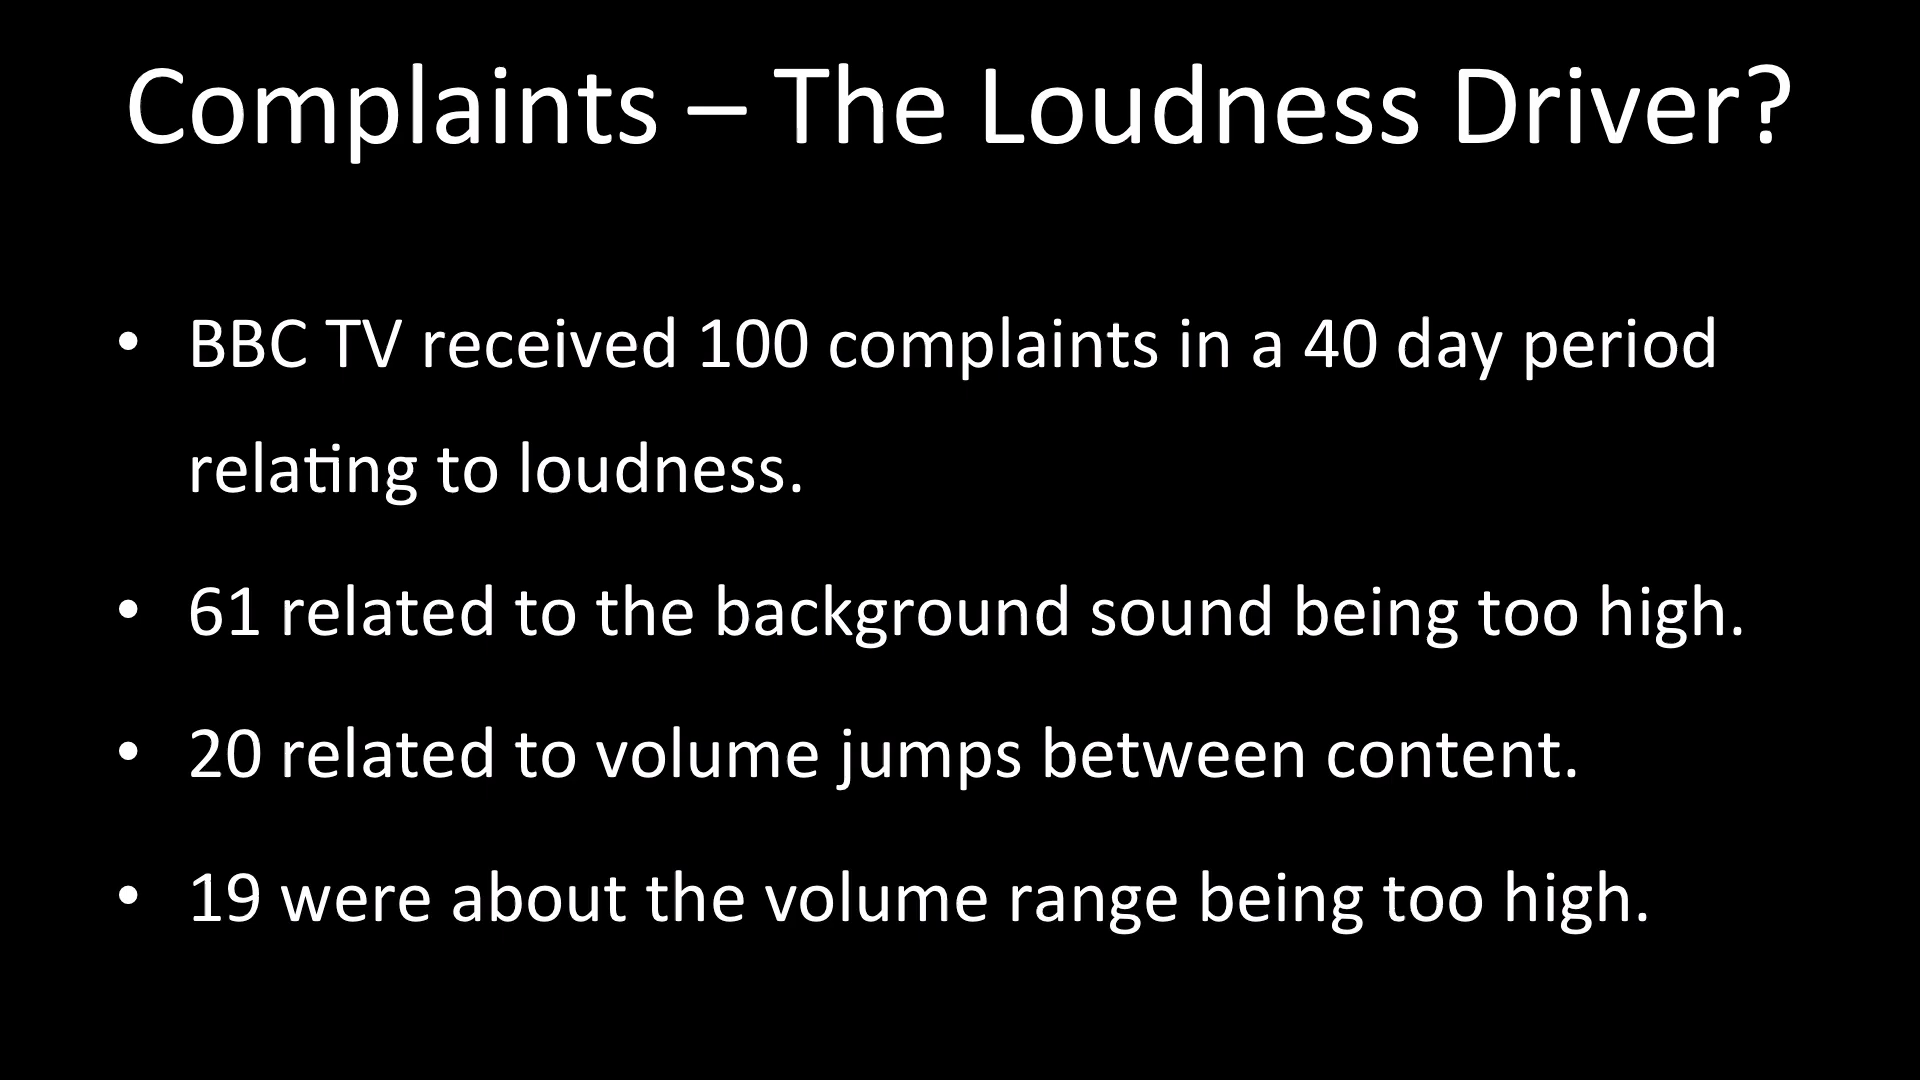 Complaints – The Loudness Driver?
• BBC TV received 100 complaints in a 40 day period
relating to loudness.
• 61 related to the background sound being too high.
• 20 related to volume jumps between content.
• 19 were about the volume range being too high.